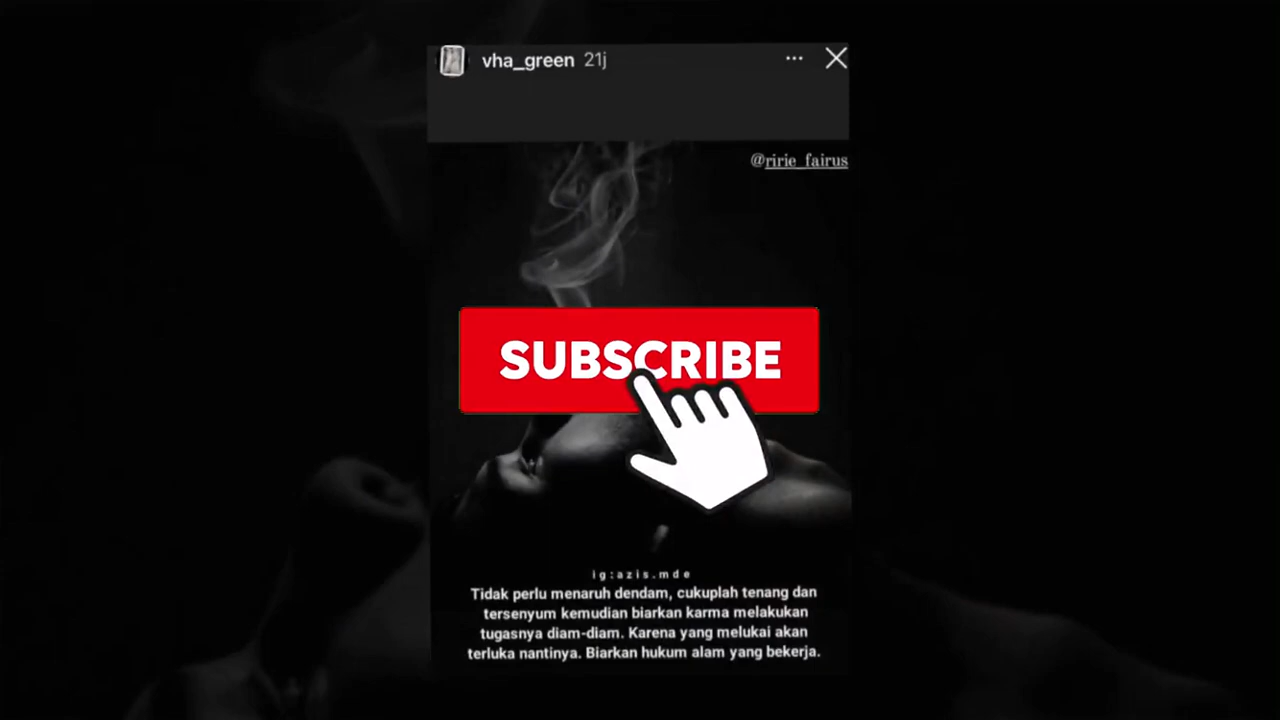 vha_green 21j
@ririe_fairus
SUBSCRIBE
ig:azis.mde
Tidak perlu menaruh dendam, cukuplah tenang dan
tersenyum kemudian biarkan karma melakukan
tugasnya diam-diam. Karena yang melukai akan
terluka nantinya. Biarkan hukum alam yang bekerja.